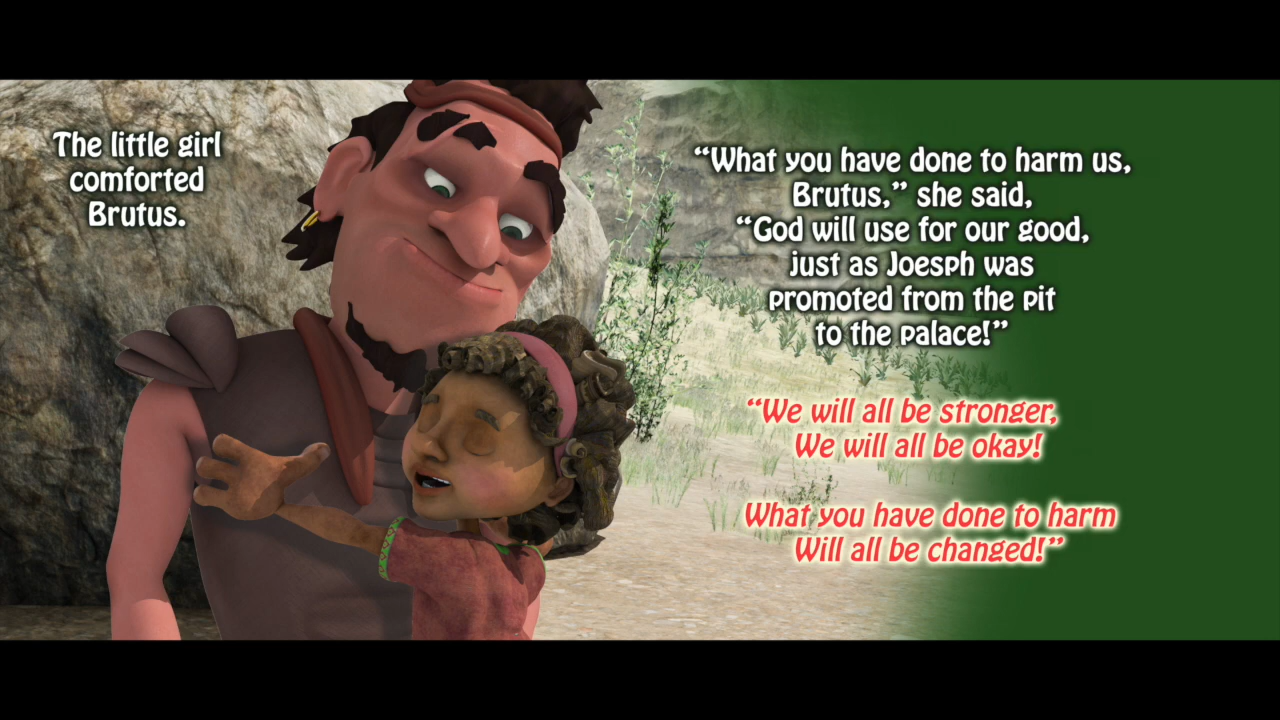 The little girl
comforted
Brutus.
“What you have done to harm us,
Brutus,” she said,
“God will use for our good,
just as Joesph was
promoted from the pit
to the palace!”
“We will all be stronger,
We will all be okay!
What you have done to harm
Will all be changed!”